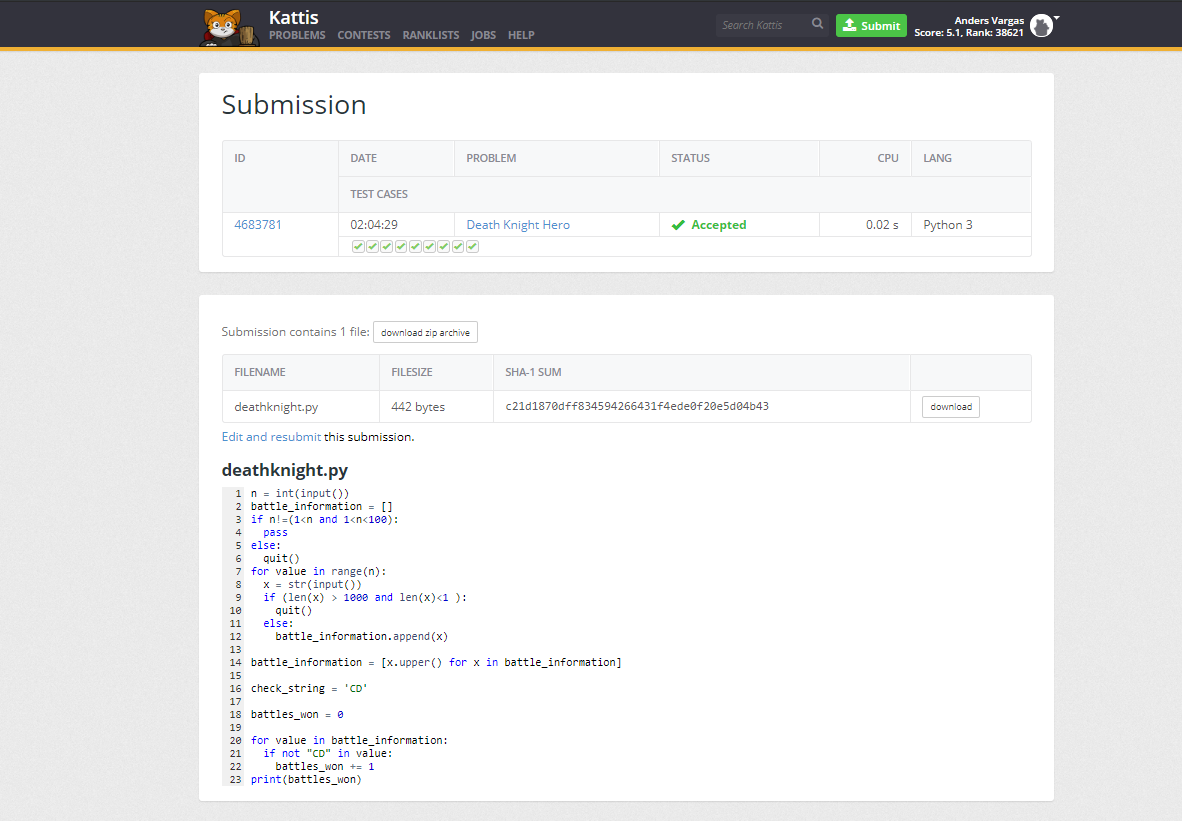 Kattis
PROBLEMS CONTESTS RANKLISTS JOBS HELP
Search Kattis
Submit
Anders Vargas
Score: 5.1, Rank: 38621
Submission
ID DATE PROBLEM STATUS CPU LANG
TEST CASES
4683781 02:04:29 Death Knight Hero Accepted 0.02 s Python 3
Submission contains 1 file: download zip archive
FILENAME FILESIZE SHA-1 SUM
deathknight.py 442 bytes c21d1870dff834594266431f4ede0f20e5d04b43 download
Edit and resubmit this submission.
deathknight.py
1 n = int(input())
2 battle_information = []
3 if n!=(1<n and 1<n<100):
4   pass
5 else:
6   quit()
7 for value in range(n):
8   x = str(input())
9   if (len(x) > 1000 and len(x)<1 ):
10     quit()
11   else:
12     battle_information.append(x)
13
14 battle_information = [x.upper() for x in battle_information]
15
16 check_string = 'CD'
17
18 battles_won = 0
19
20 for value in battle_information:
21   if not "CD" in value:
22     battles_won += 1
23 print(battles_won)